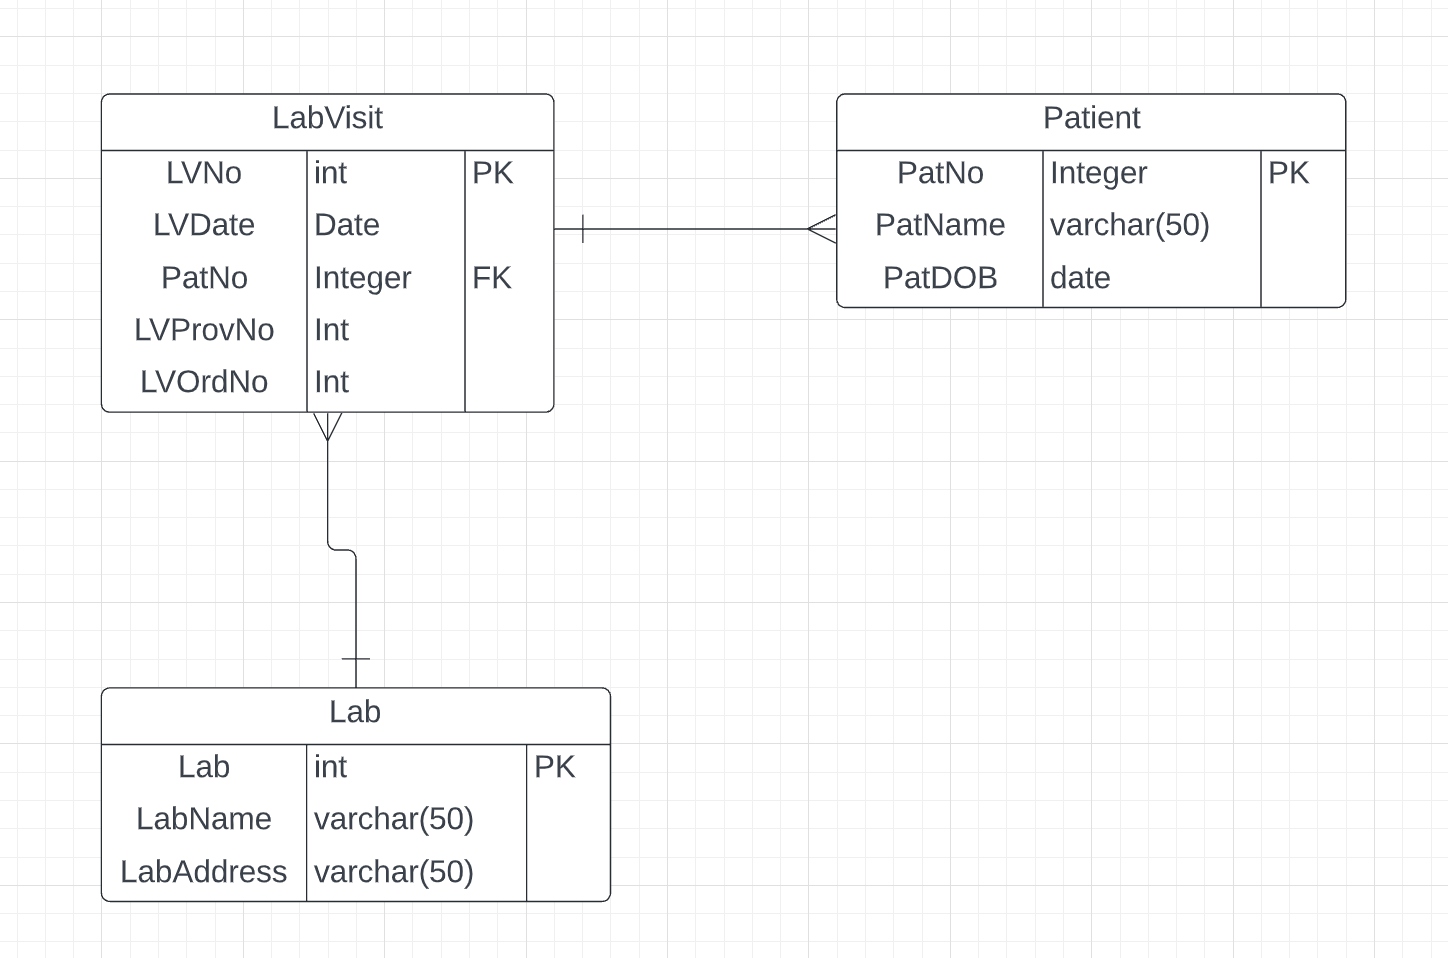 LabVisit
LVNo int PK
LVDate Date
PatNo Integer FK
LVProvNo Int
LVOrdNo Int
Patient
PatNo Integer PK
PatName varchar(50)
PatDOB date
Lab
Lab int PK
LabName varchar(50)
LabAddress varchar(50)